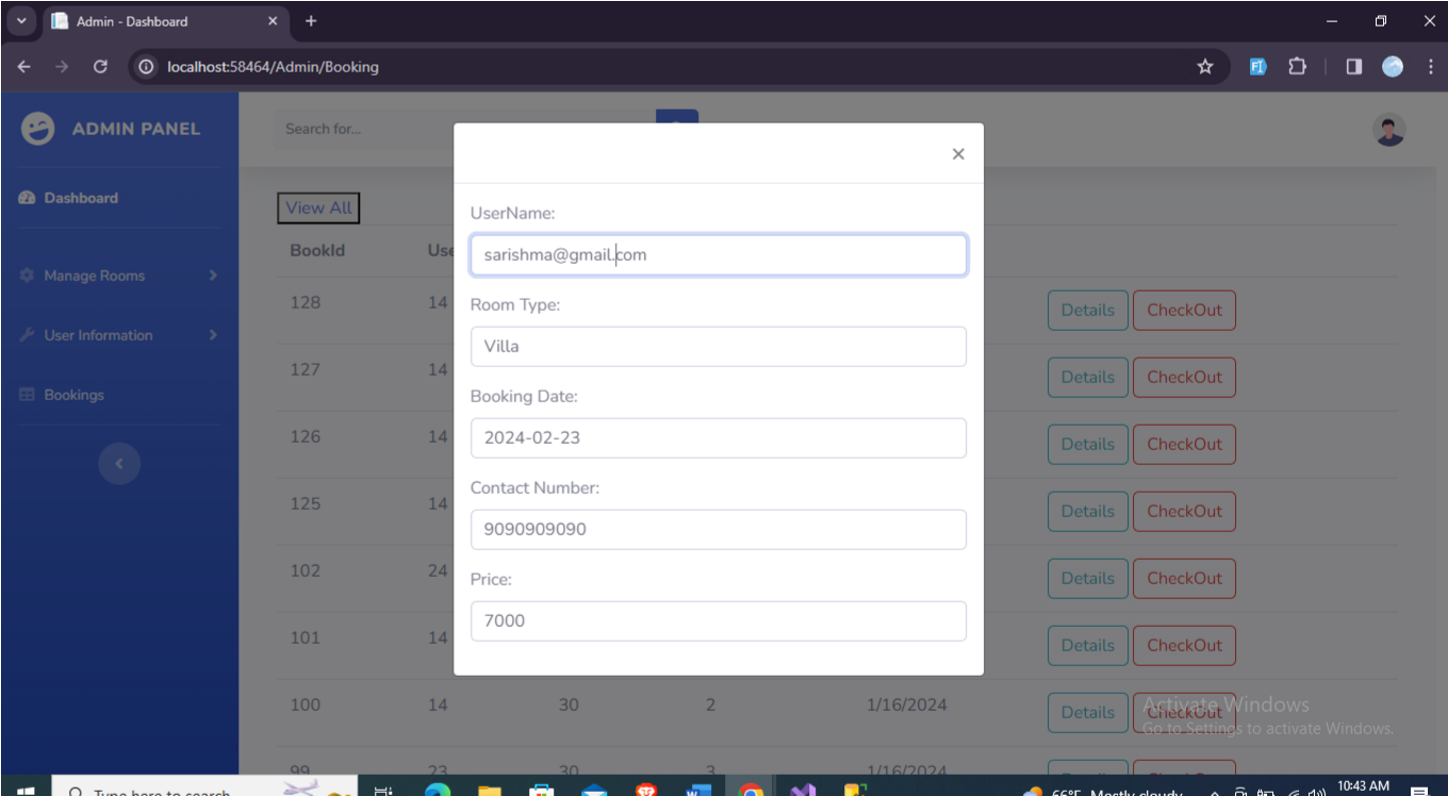 Admin - Dashboard
localhost:58464/Admin/Booking
ADMIN PANEL
Search for...
Dashboard
Manage Rooms
User Information
Bookings
View All
BookId Use
128 14 Details CheckOut
127 14 Details CheckOut
126 14 Details CheckOut
125 14 Details CheckOut
102 24 Details CheckOut
101 14 Details CheckOut
100 14 30 2 1/16/2024 Details CheckOut
99 23 30 3 1/16/2024
UserName:
sarishma@gmail.com
Room Type:
Villa
Booking Date:
2024-02-23
Contact Number:
9090909090
Price:
7000
Activate Windows
Go to Settings to activate Windows.
Type here to search
66°F Mostly cloudy
10:43 AM